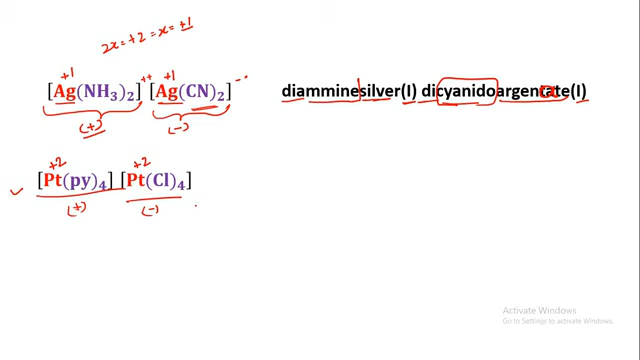 2x = +2 = x = +1
+1 +1
[Ag(NH₃)₂]⁺⁺ [Ag(CN)₂]⁻⁻ diamminesilver(I) dicyanidoargentate(I)
(+) (-)
+2 +2
[Pt(py)₄] [Pt(Cl)₄]
(+) (-)
Activate Windows
Go to Settings to activate Windows.